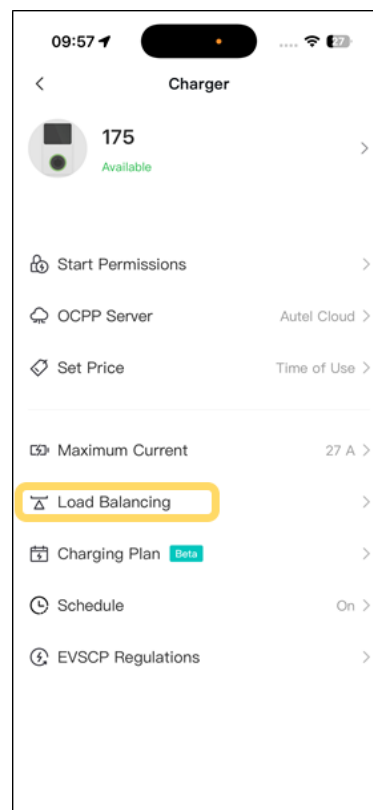 09:57
27
Charger
175
Available
Start Permissions
OCPP Server Autel Cloud
Set Price Time of Use
Maximum Current 27 A
Load Balancing
Charging Plan Beta
Schedule On
EVSCP Regulations